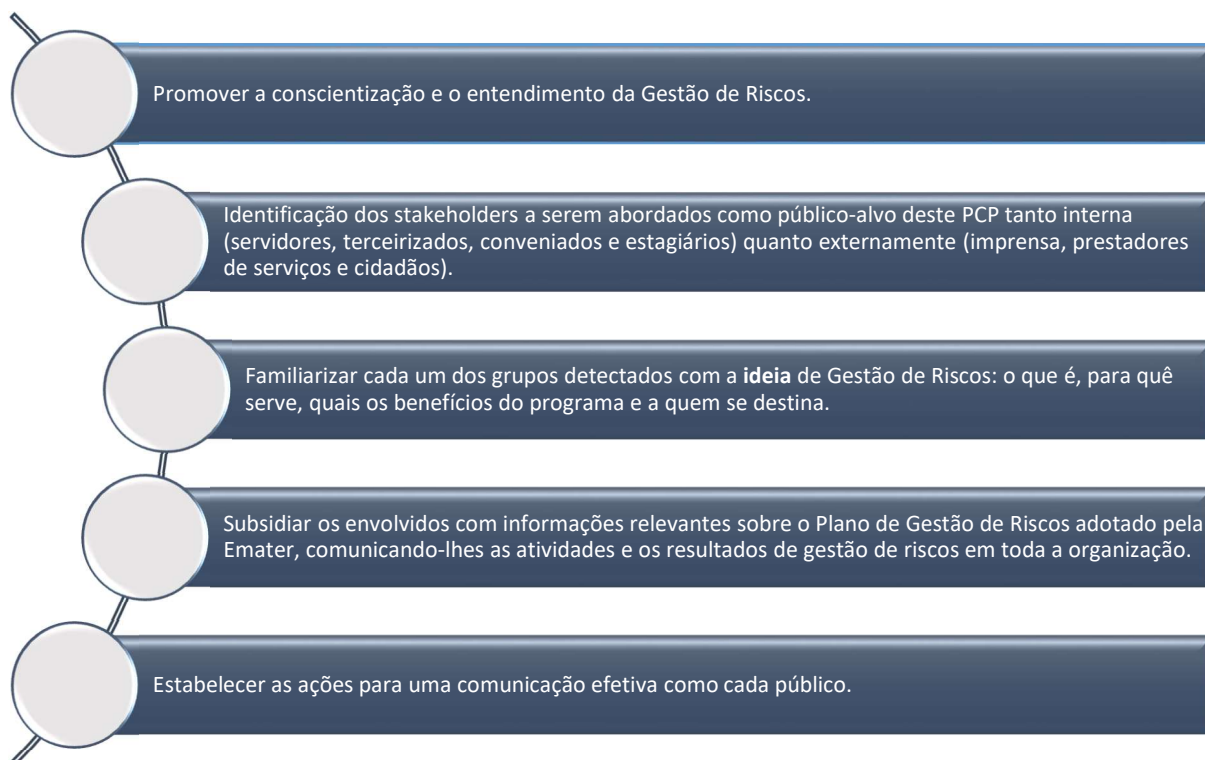 Promover a conscientização e o entendimento da Gestão de Riscos.
Identificação dos stakeholders a serem abordados como público-alvo deste PCP tanto interna
(servidores, terceirizados, conveniados e estagiários) quanto externamente (imprensa, prestadores
de serviços e cidadãos).
Familiarizar cada um dos grupos detectados com a ideia de Gestão de Riscos: o que é, para quê
serve, quais os benefícios do programa e a quem se destina.
Subsidiar os envolvidos com informações relevantes sobre o Plano de Gestão de Riscos adotado pela
Emater, comunicando-lhes as atividades e os resultados de gestão de riscos em toda a organização.
Estabelecer as ações para uma comunicação efetiva como cada público.